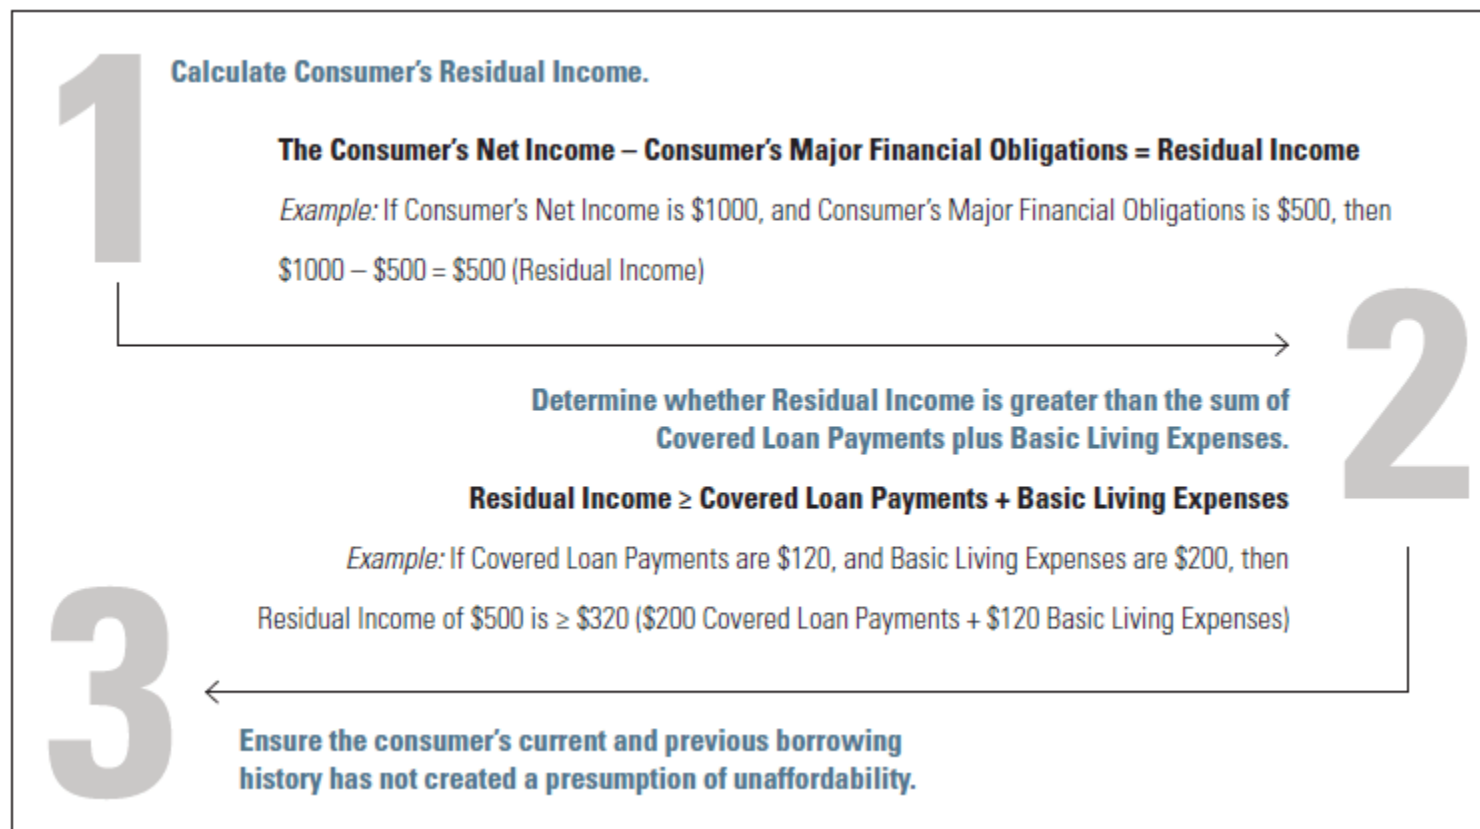 1
Calculate Consumer’s Residual Income.
The Consumer’s Net Income – Consumer’s Major Financial Obligations = Residual Income
Example: If Consumer’s Net Income is $1000, and Consumer’s Major Financial Obligations is $500, then
$1000 – $500 = $500 (Residual Income)
2
Determine whether Residual Income is greater than the sum of
Covered Loan Payments plus Basic Living Expenses.
Residual Income ≥ Covered Loan Payments + Basic Living Expenses
Example: If Covered Loan Payments are $120, and Basic Living Expenses are $200, then
Residual Income of $500 is ≥ $320 ($200 Covered Loan Payments + $120 Basic Living Expenses)
3
Ensure the consumer’s current and previous borrowing
history has not created a presumption of unaffordability.